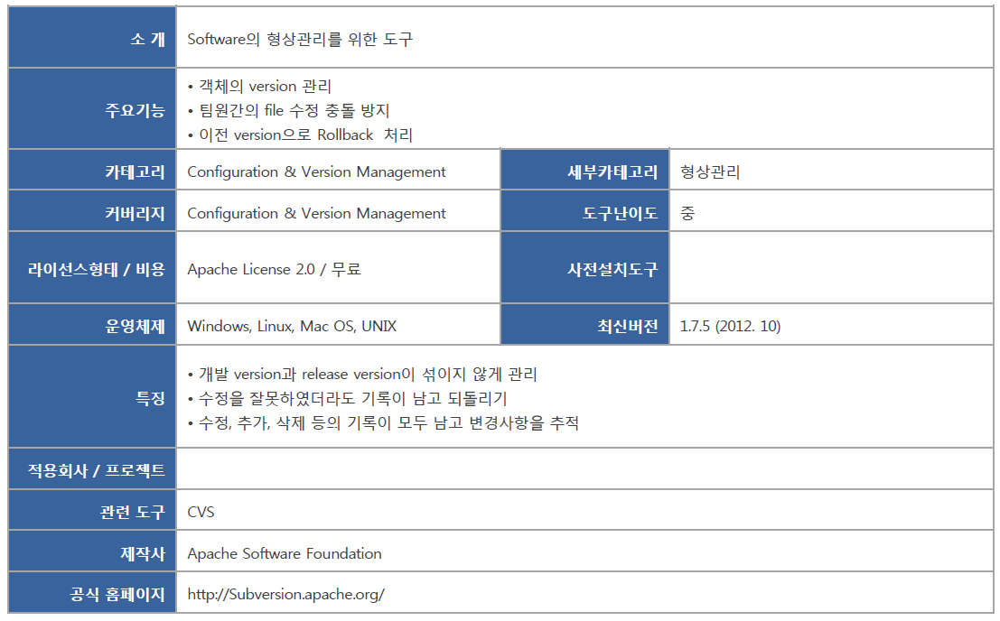 소 개
Software의 형상관리를 위한 도구
주요기능
• 객체의 version 관리
• 팀원간의 file 수정 충돌 방지
• 이전 version으로 Rollback 처리
카테고리
Configuration & Version Management
세부카테고리
형상관리
커버리지
Configuration & Version Management
도구난이도
중
라이선스형태 / 비용
Apache License 2.0 / 무료
사전설치도구
운영체제
Windows, Linux, Mac OS, UNIX
최신버전
1.7.5 (2012. 10)
특징
• 개발 version과 release version이 섞이지 않게 관리
• 수정을 잘못하였더라도 기록이 남고 되돌리기
• 수정, 추가, 삭제 등의 기록이 모두 남고 변경사항을 추적
적용회사 / 프로젝트
관련 도구
CVS
제작사
Apache Software Foundation
공식 홈페이지
http://Subversion.apache.org/